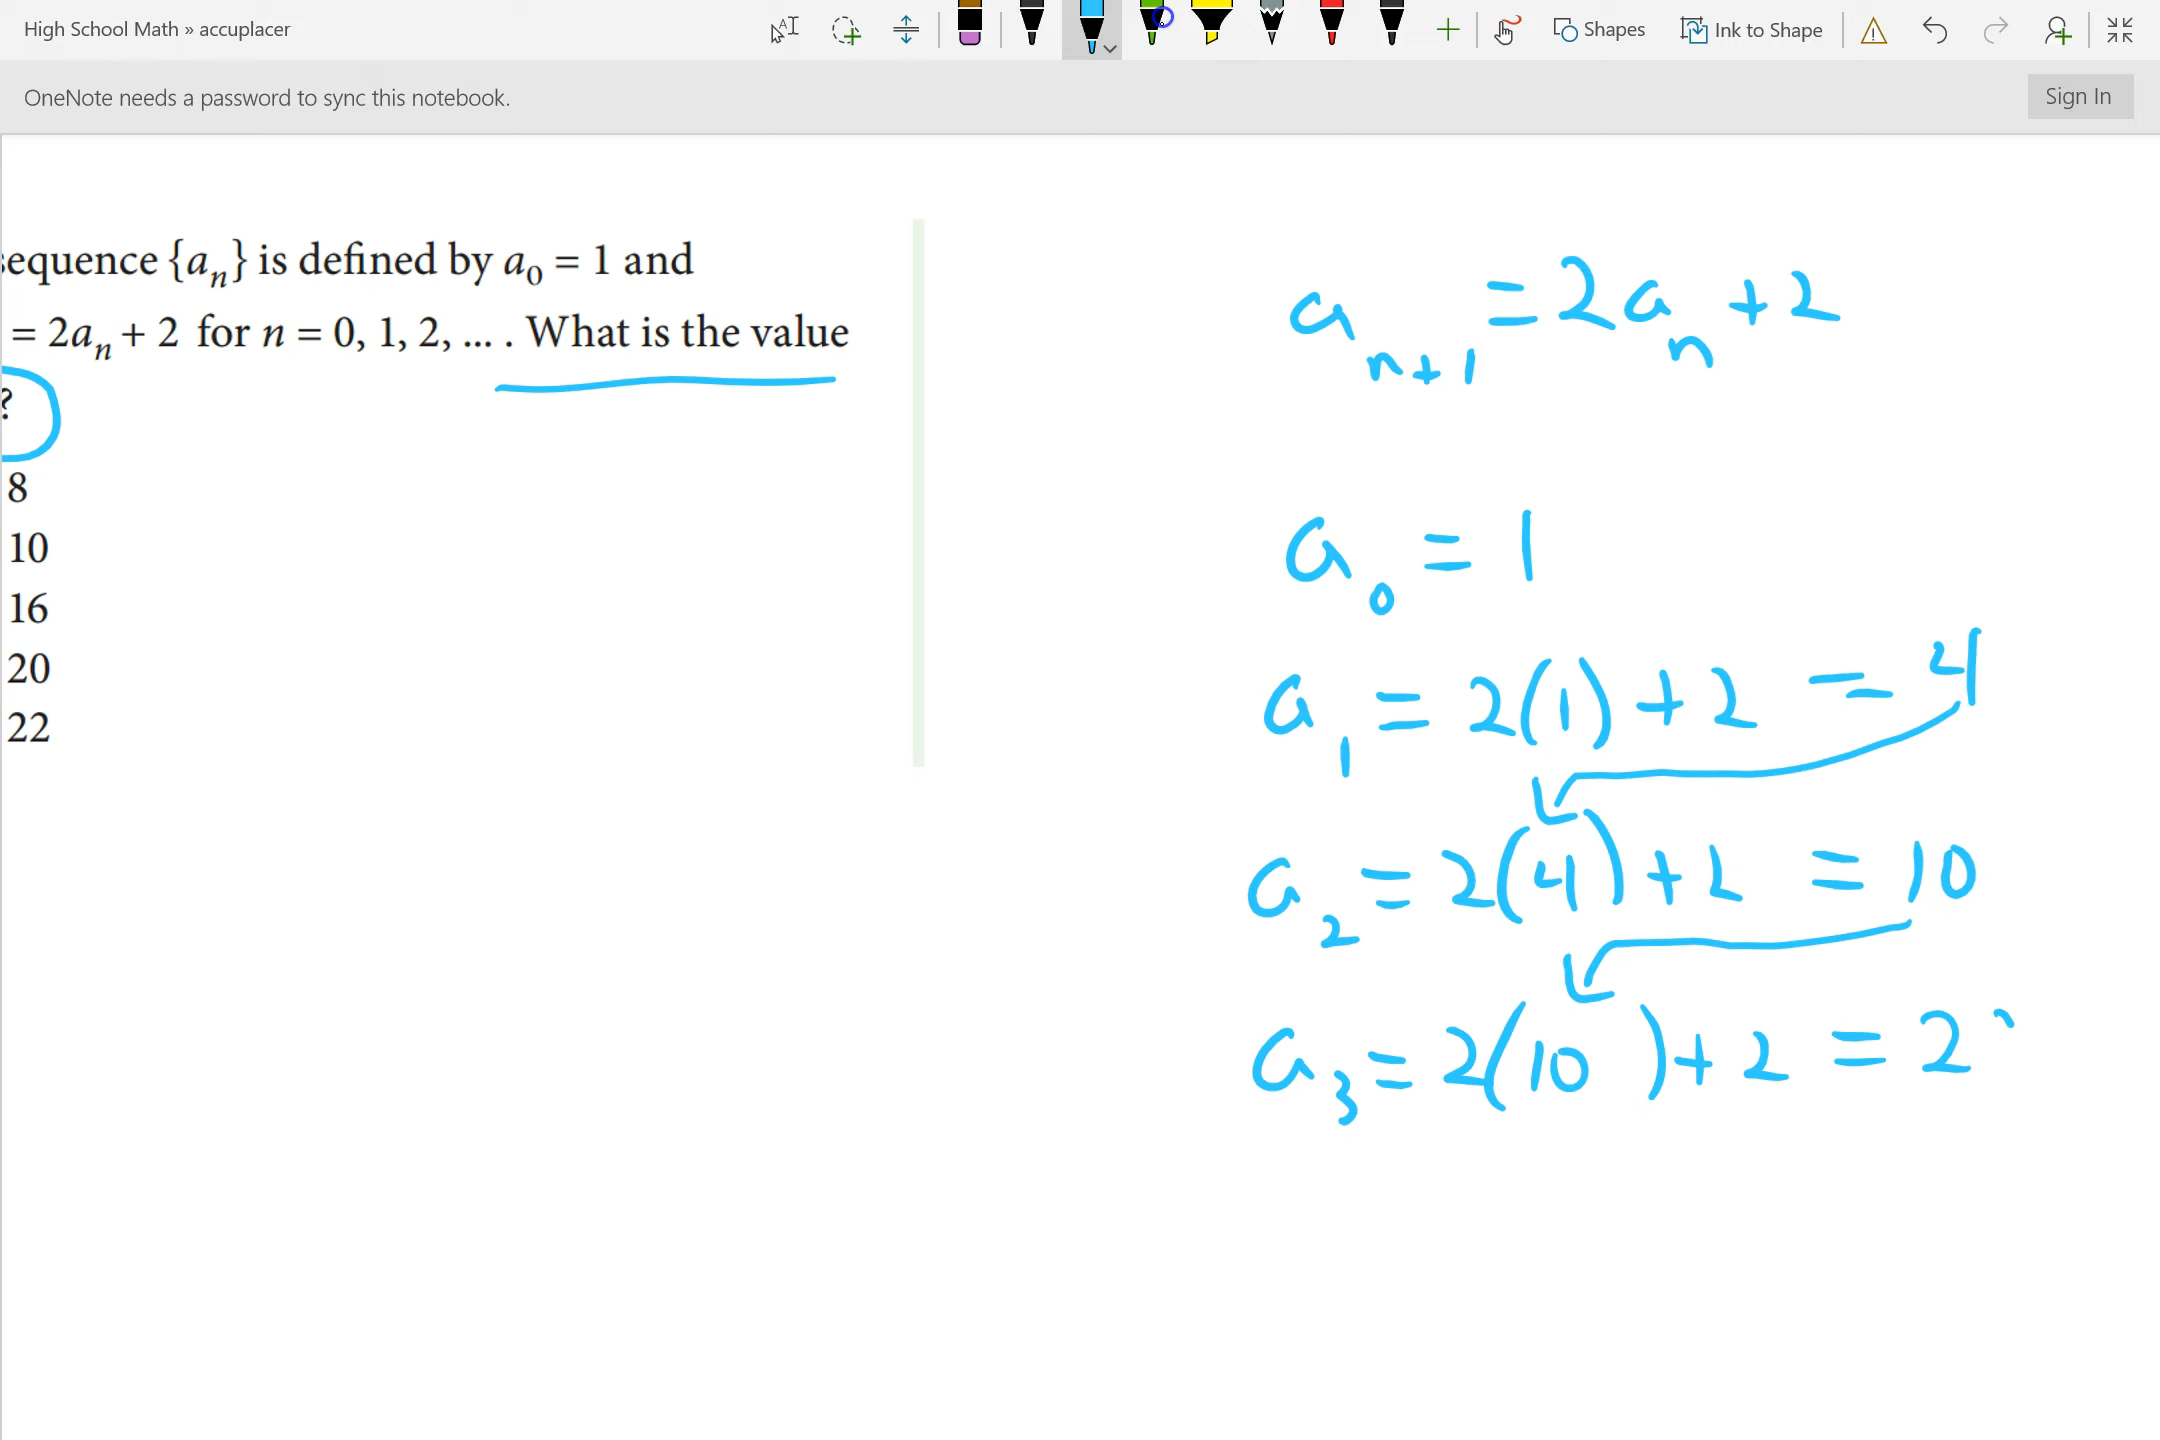 High School Math » accuplacer
Shapes
Ink to Shape
OneNote needs a password to sync this notebook.
Sign In
sequence {aₙ} is defined by a₀ = 1 and
= 2aₙ + 2 for n = 0, 1, 2, ... . What is the value
?
8
10
16
20
22
aₙ₊₁ = 2aₙ + 2
a₀ = 1
a₁ = 2(1) + 2 = 4
a₂ = 2(4) + 2 = 10
a₃ = 2(10) + 2 = 2